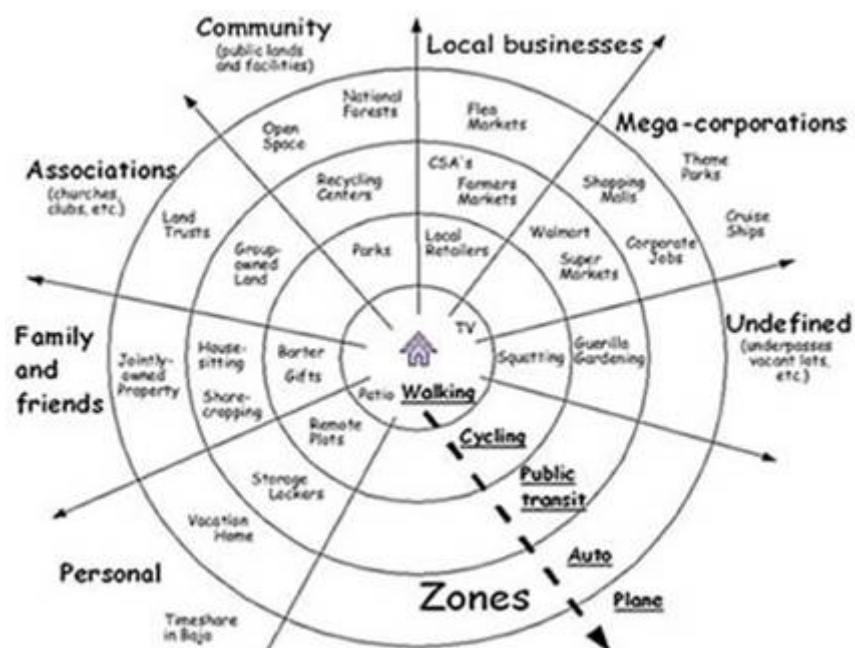 Community
(public lands
and facilities)
Local businesses
National
Forests
Flea
Markets
Open
Space
Mega-corporations
Theme
Parks
Associations
(churches,
clubs, etc.)
CSA's
Farmers
Markets
Recycling
Centers
Shopping
Malls
Land
Trusts
Cruise
Ships
Group-
owned
Land
Parks
Local
Retailers
Walmart
Super
Markets
Corporate
Jobs
TV
Undefined
(underpasses
vacant lots,
etc.)
Family
and
friends
Jointly-
owned
Property
House-
sitting
Share-
cropping
Barter
Gifts
Squatting
Guerilla
Gardening
Patio
Walking
Remote
Plots
Cycling
Storage
Lockers
Public
transit
Vacation
Home
Auto
Personal
Zones
Plane
Timeshare
in Baja